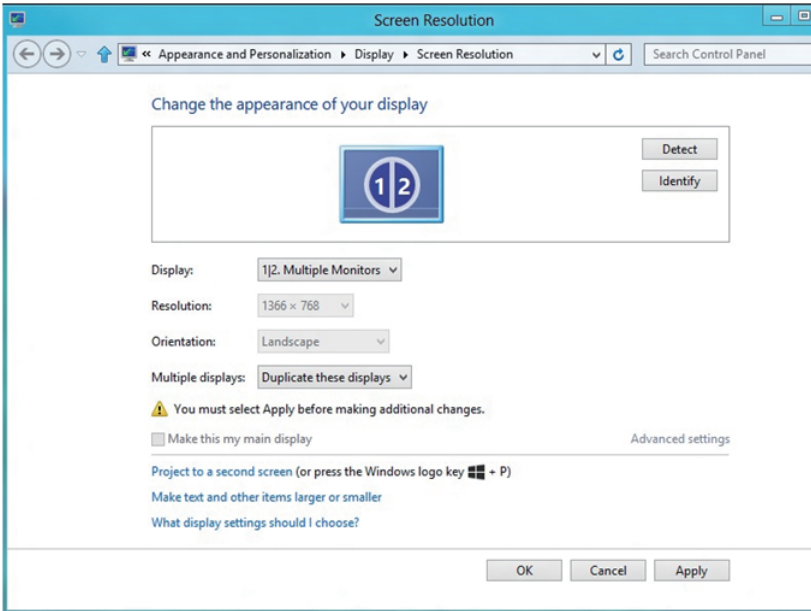 Screen Resolution
« Appearance and Personalization Display Screen Resolution
Search Control Panel
Change the appearance of your display
1 2
Detect
Identify
Display: 1|2. Multiple Monitors
Resolution: 1366 × 768
Orientation: Landscape
Multiple displays: Duplicate these displays
You must select Apply before making additional changes.
Make this my main display Advanced settings
Project to a second screen (or press the Windows logo key + P)
Make text and other items larger or smaller
What display settings should I choose?
OK Cancel Apply